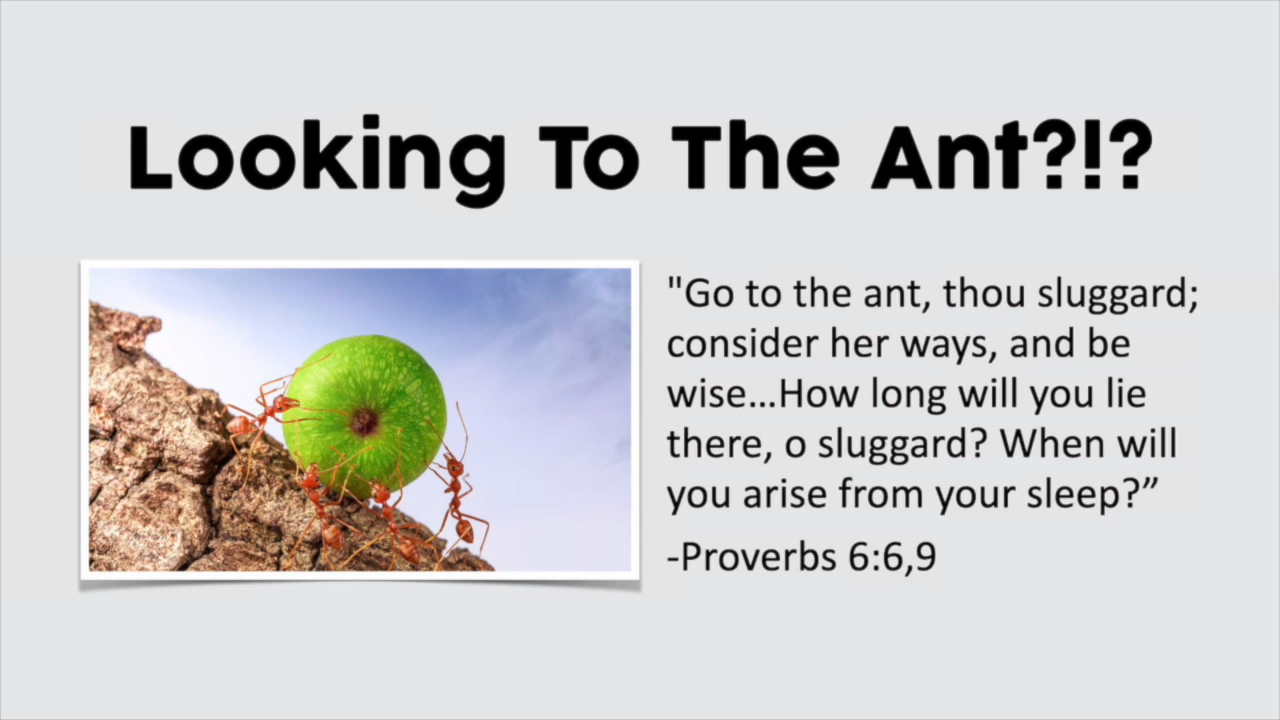 Looking To The Ant?!?
"Go to the ant, thou sluggard;
consider her ways, and be
wise...How long will you lie
there, o sluggard? When will
you arise from your sleep?”
-Proverbs 6:6,9